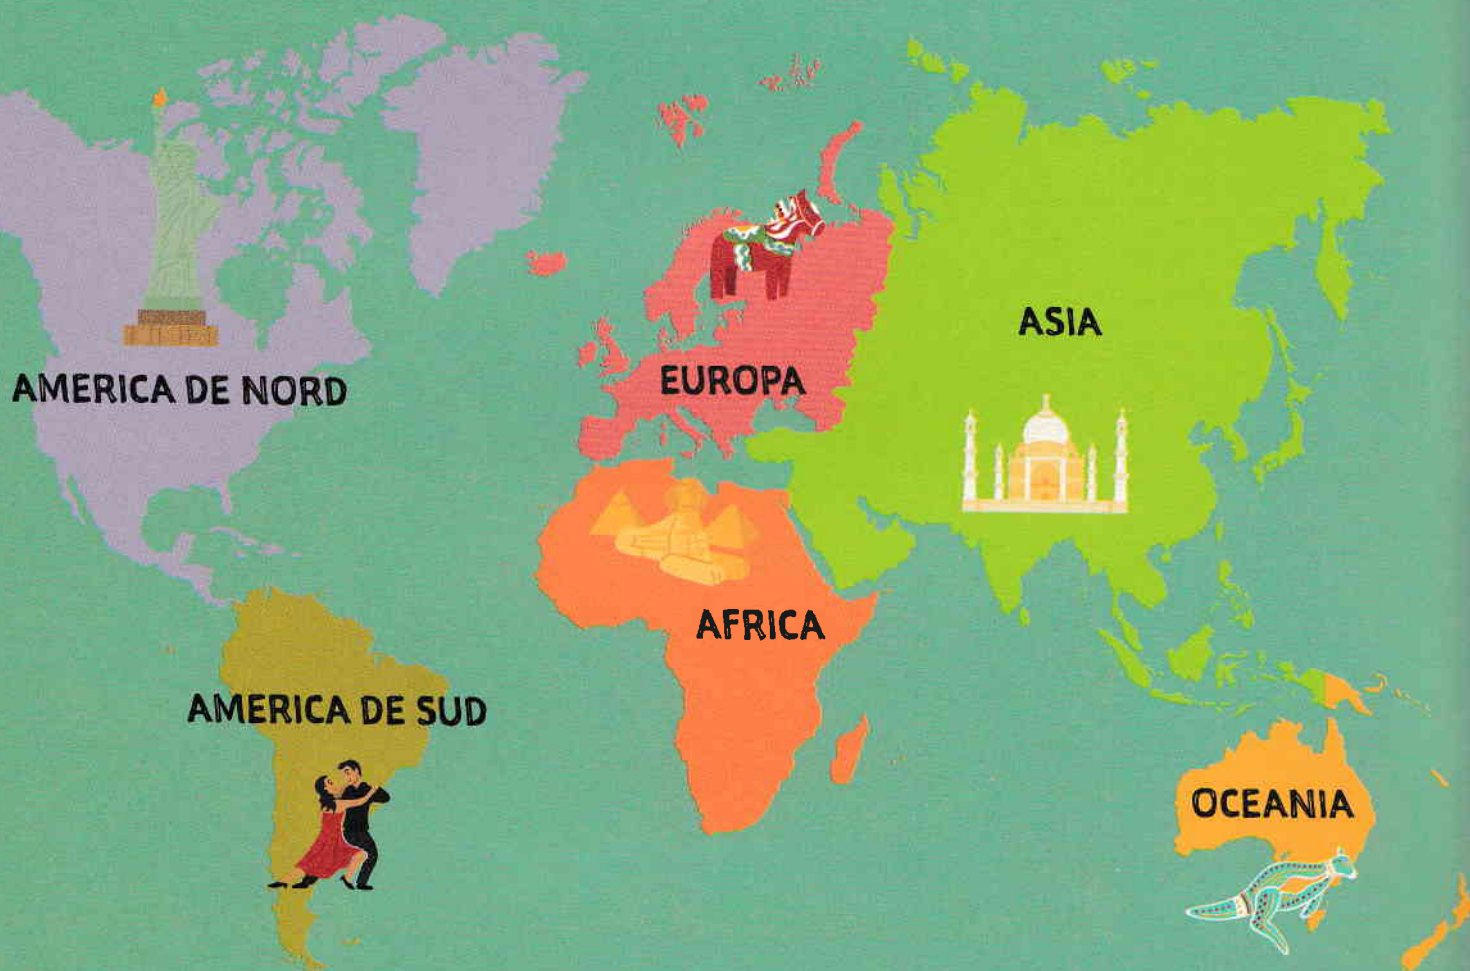 ASIA
EUROPA
AMERICA DE NORD
AFRICA
AMERICA DE SUD
OCEANIA